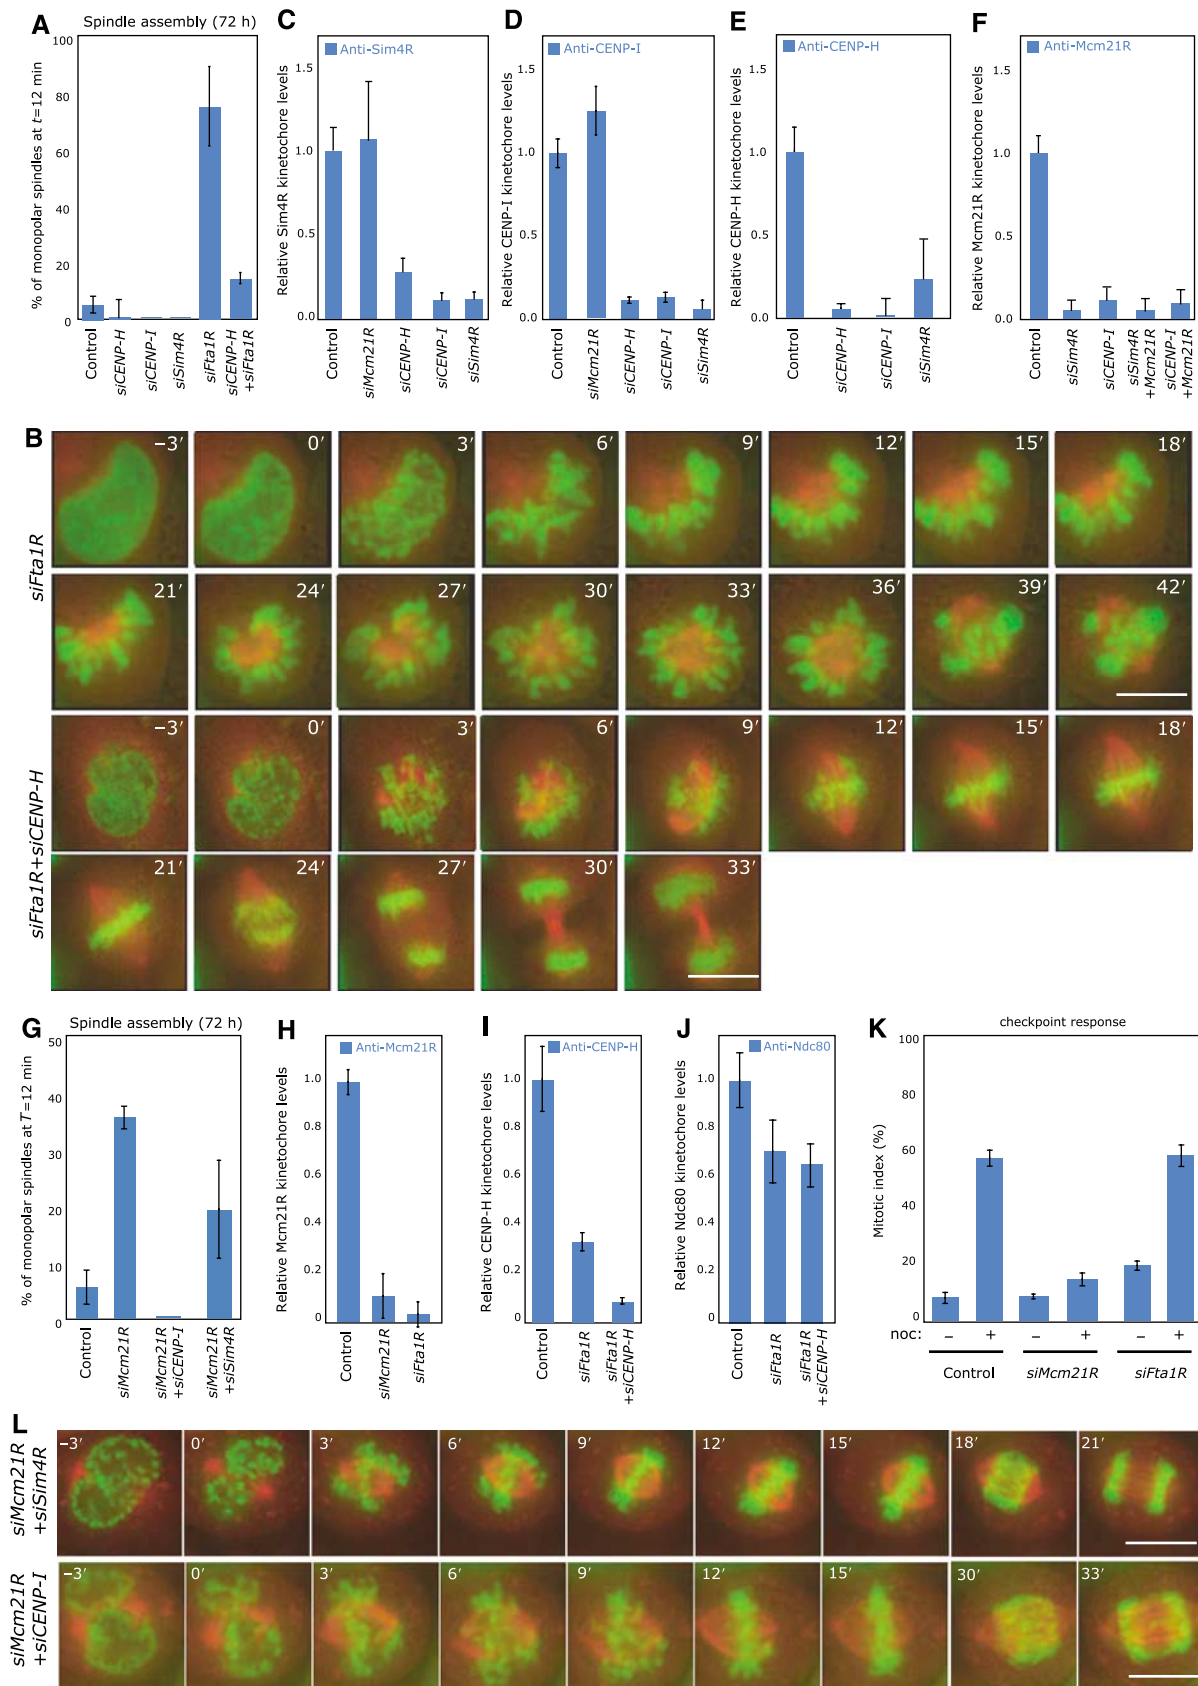 A
Spindle assembly (72 h)
% of monopolar spindles at t=12 min
100
80
60
40
20
0
Control
siCENP-H
siCENP-I
siSim4R
siFta1R
siCENP-H
+siFta1R
C
Anti-Sim4R
Relative Sim4R kinetochore levels
1.5
1.0
0.5
0.0
Control
siMcm21R
siCENP-H
siCENP-I
siSim4R
D
Anti-CENP-I
Relative CENP-I kinetochore levels
1.5
1.0
0.5
0.0
Control
siMcm21R
siCENP-H
siCENP-I
siSim4R
E
Anti-CENP-H
Relative CENP-H kinetochore levels
1.5
1.0
0.5
0.0
Control
siCENP-H
siCENP-I
siSim4R
F
Anti-Mcm21R
Relative Mcm21R kinetochore levels
1.5
1.0
0.5
0.0
Control
siSim4R
siCENP-I
siSim4R
+Mcm21R
siCENP-I
+Mcm21R
B
siFta1R
−3′ 0′ 3′ 6′ 9′ 12′ 15′ 18′
21′ 24′ 27′ 30′ 33′ 36′ 39′ 42′
siFta1R+siCENP-H
−3′ 0′ 3′ 6′ 9′ 12′ 15′ 18′
21′ 24′ 27′ 30′ 33′
G
Spindle assembly (72 h)
% of monopolar spindles at T=12 min
50
40
30
20
10
0
Control
siMcm21R
siMcm21R
+siCENP-I
siMcm21R
+siSim4R
H
Anti-Mcm21R
Relative Mcm21R kinetochore levels
1.0
0.8
0.6
0.4
0.2
0
Control
siMcm21R
siFta1R
I
Anti-CENP-H
Relative CENP-H kinetochore levels
1.0
0.8
0.6
0.4
0.2
0
Control
siFta1R
siFta1R
+siCENP-H
J
Anti-Ndc80
Relative Ndc80 kinetochore levels
1.0
0.8
0.6
0.4
0.2
0
Control
siFta1R
siFta1R
+siCENP-H
K
checkpoint response
Mitotic index (%)
100
80
60
40
20
0
noc: − + − + − +
Control siMcm21R siFta1R
L
siMcm21R
+siSim4R
−3′ 0′ 3′ 6′ 9′ 12′ 15′ 18′ 21′
siMcm21R
+siCENP-I
−3′ 0′ 3′ 6′ 9′ 12′ 15′ 30′ 33′